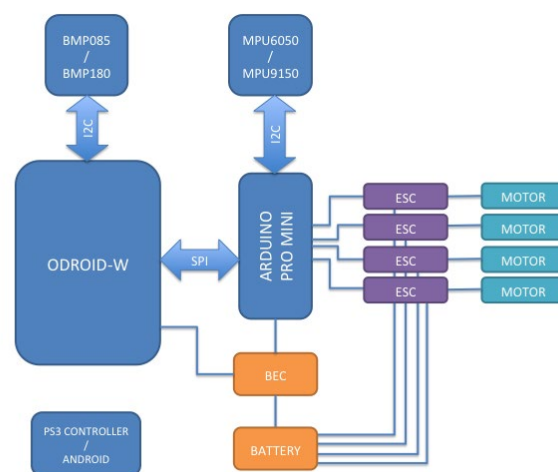 BMP085
/
BMP180
MPU6050
/
MPU9150
I2C
I2C
ODROID-W
SPI
ARDUINO
PRO MINI
ESC
MOTOR
ESC
MOTOR
ESC
MOTOR
ESC
MOTOR
BEC
BATTERY
PS3 CONTROLLER
/
ANDROID